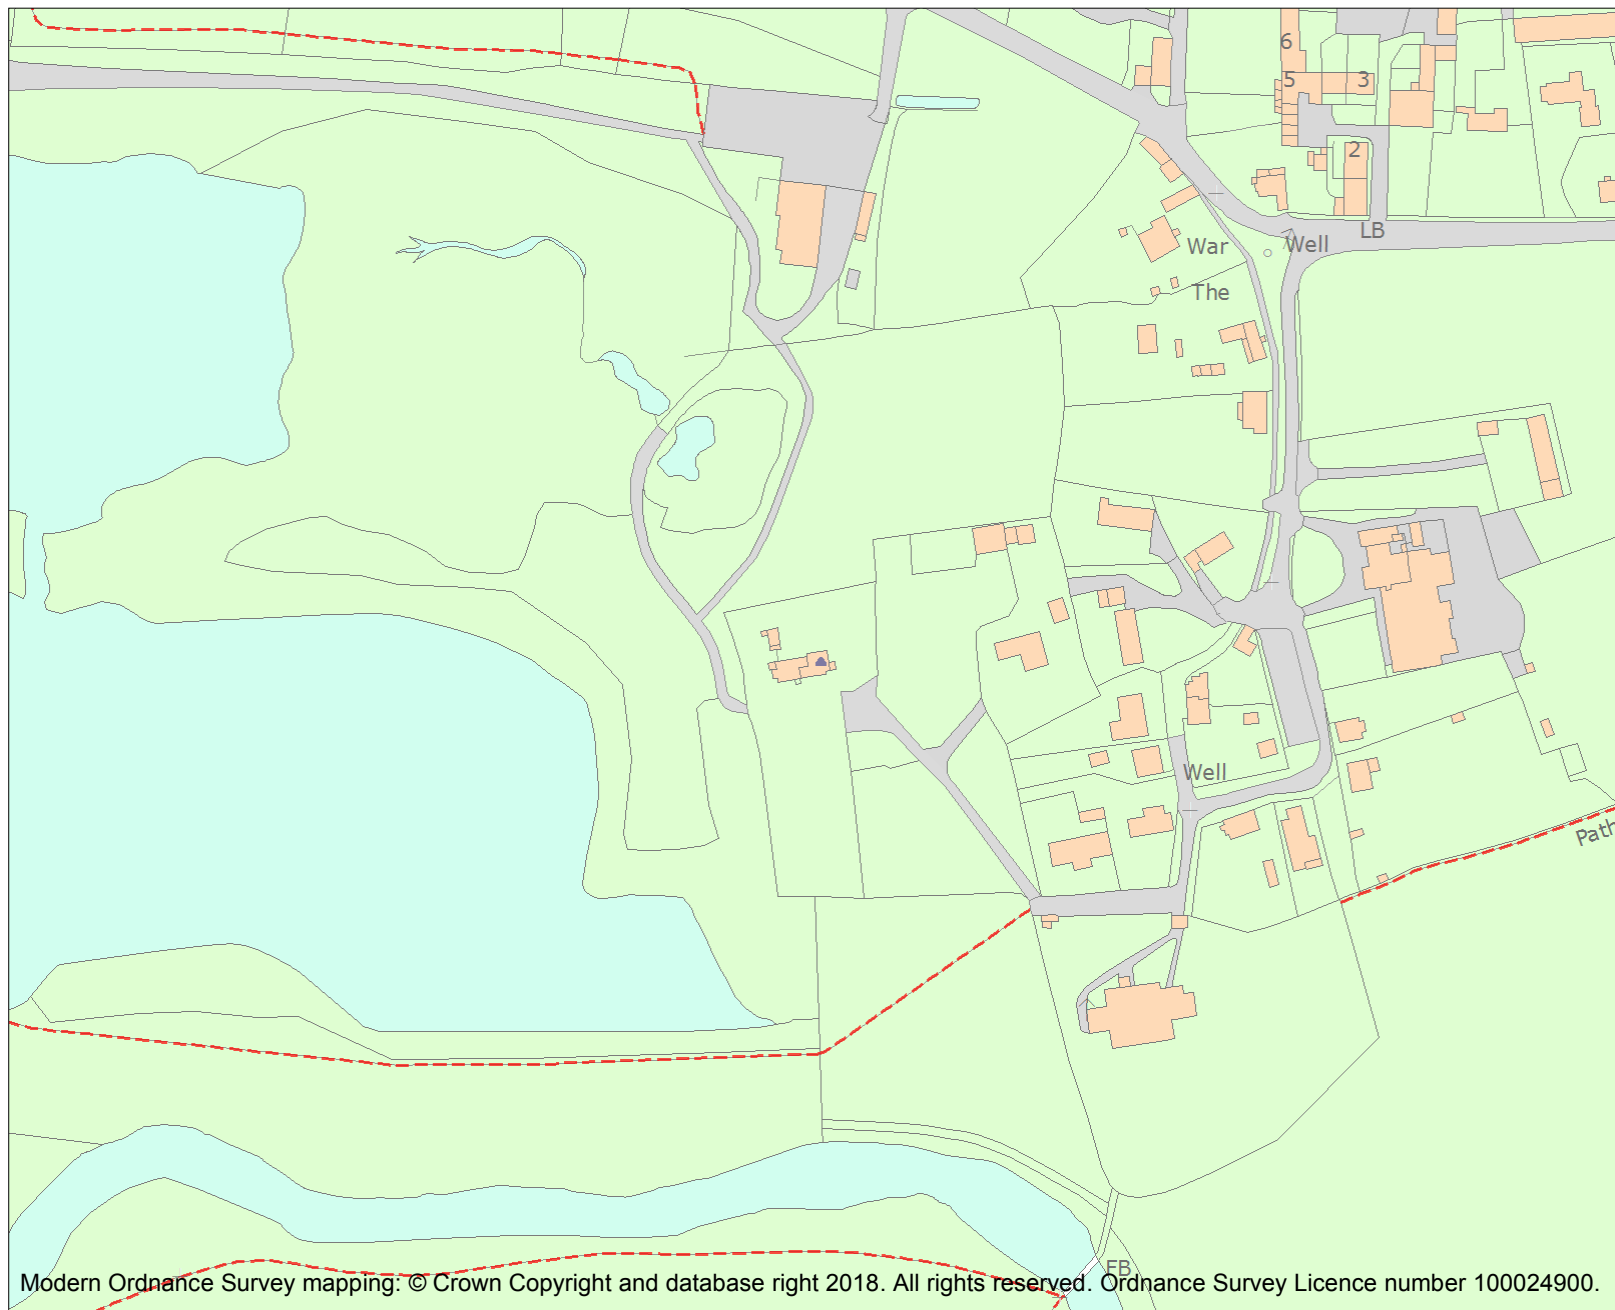 6
5 3
2
LB
War Well
The
Well
Path
FB
Modern Ordnance Survey mapping: © Crown Copyright and database right 2018. All rights reserved. Ordnance Survey Licence number 100024900.